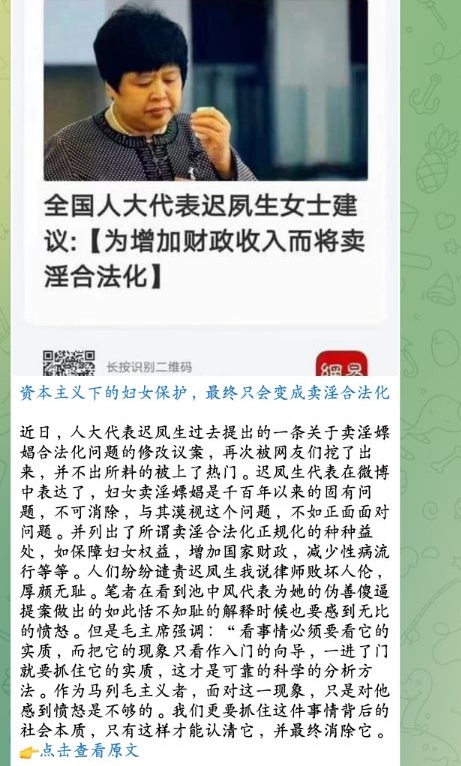 全国人大代表迟夙生女士建
议:【为增加财政收入而将卖
淫合法化】
长按识别二维码
網易
资本主义下的妇女保护，最终只会变成卖淫合法化
近日，人大代表迟凤生过去提出的一条关于卖淫嫖
娼合法化问题的修改议案，再次被网友们挖了出
来，并不出所料的被上了热门。迟凤生代表在微博
中表达了，妇女卖淫嫖娼是千百年以来的固有问
题，不可消除，与其漠视这个问题，不如正面面对
问题。并列出了所谓卖淫合法化正规化的种种益
处，如保障妇女权益，增加国家财政，减少性病流
行等等。人们纷纷谴责迟凤生我说律师败坏人伦，
厚颜无耻。笔者在看到池中风代表为她的伪善傻逼
提案做出的如此恬不知耻的解释时候也要感到无比
的愤怒。但是毛主席强调：“看事情必须要看它的
实质，而把它的现象只看作入门的向导，一进了门
就要抓住它的实质，这才是可靠的科学的分析方
法。作为马列毛主义者，面对这一现象，只是对他
感到愤怒是不够的。我们更要抓住这件事情背后的
社会本质，只有这样才能认清它，并最终消除它。
👉点击查看原文